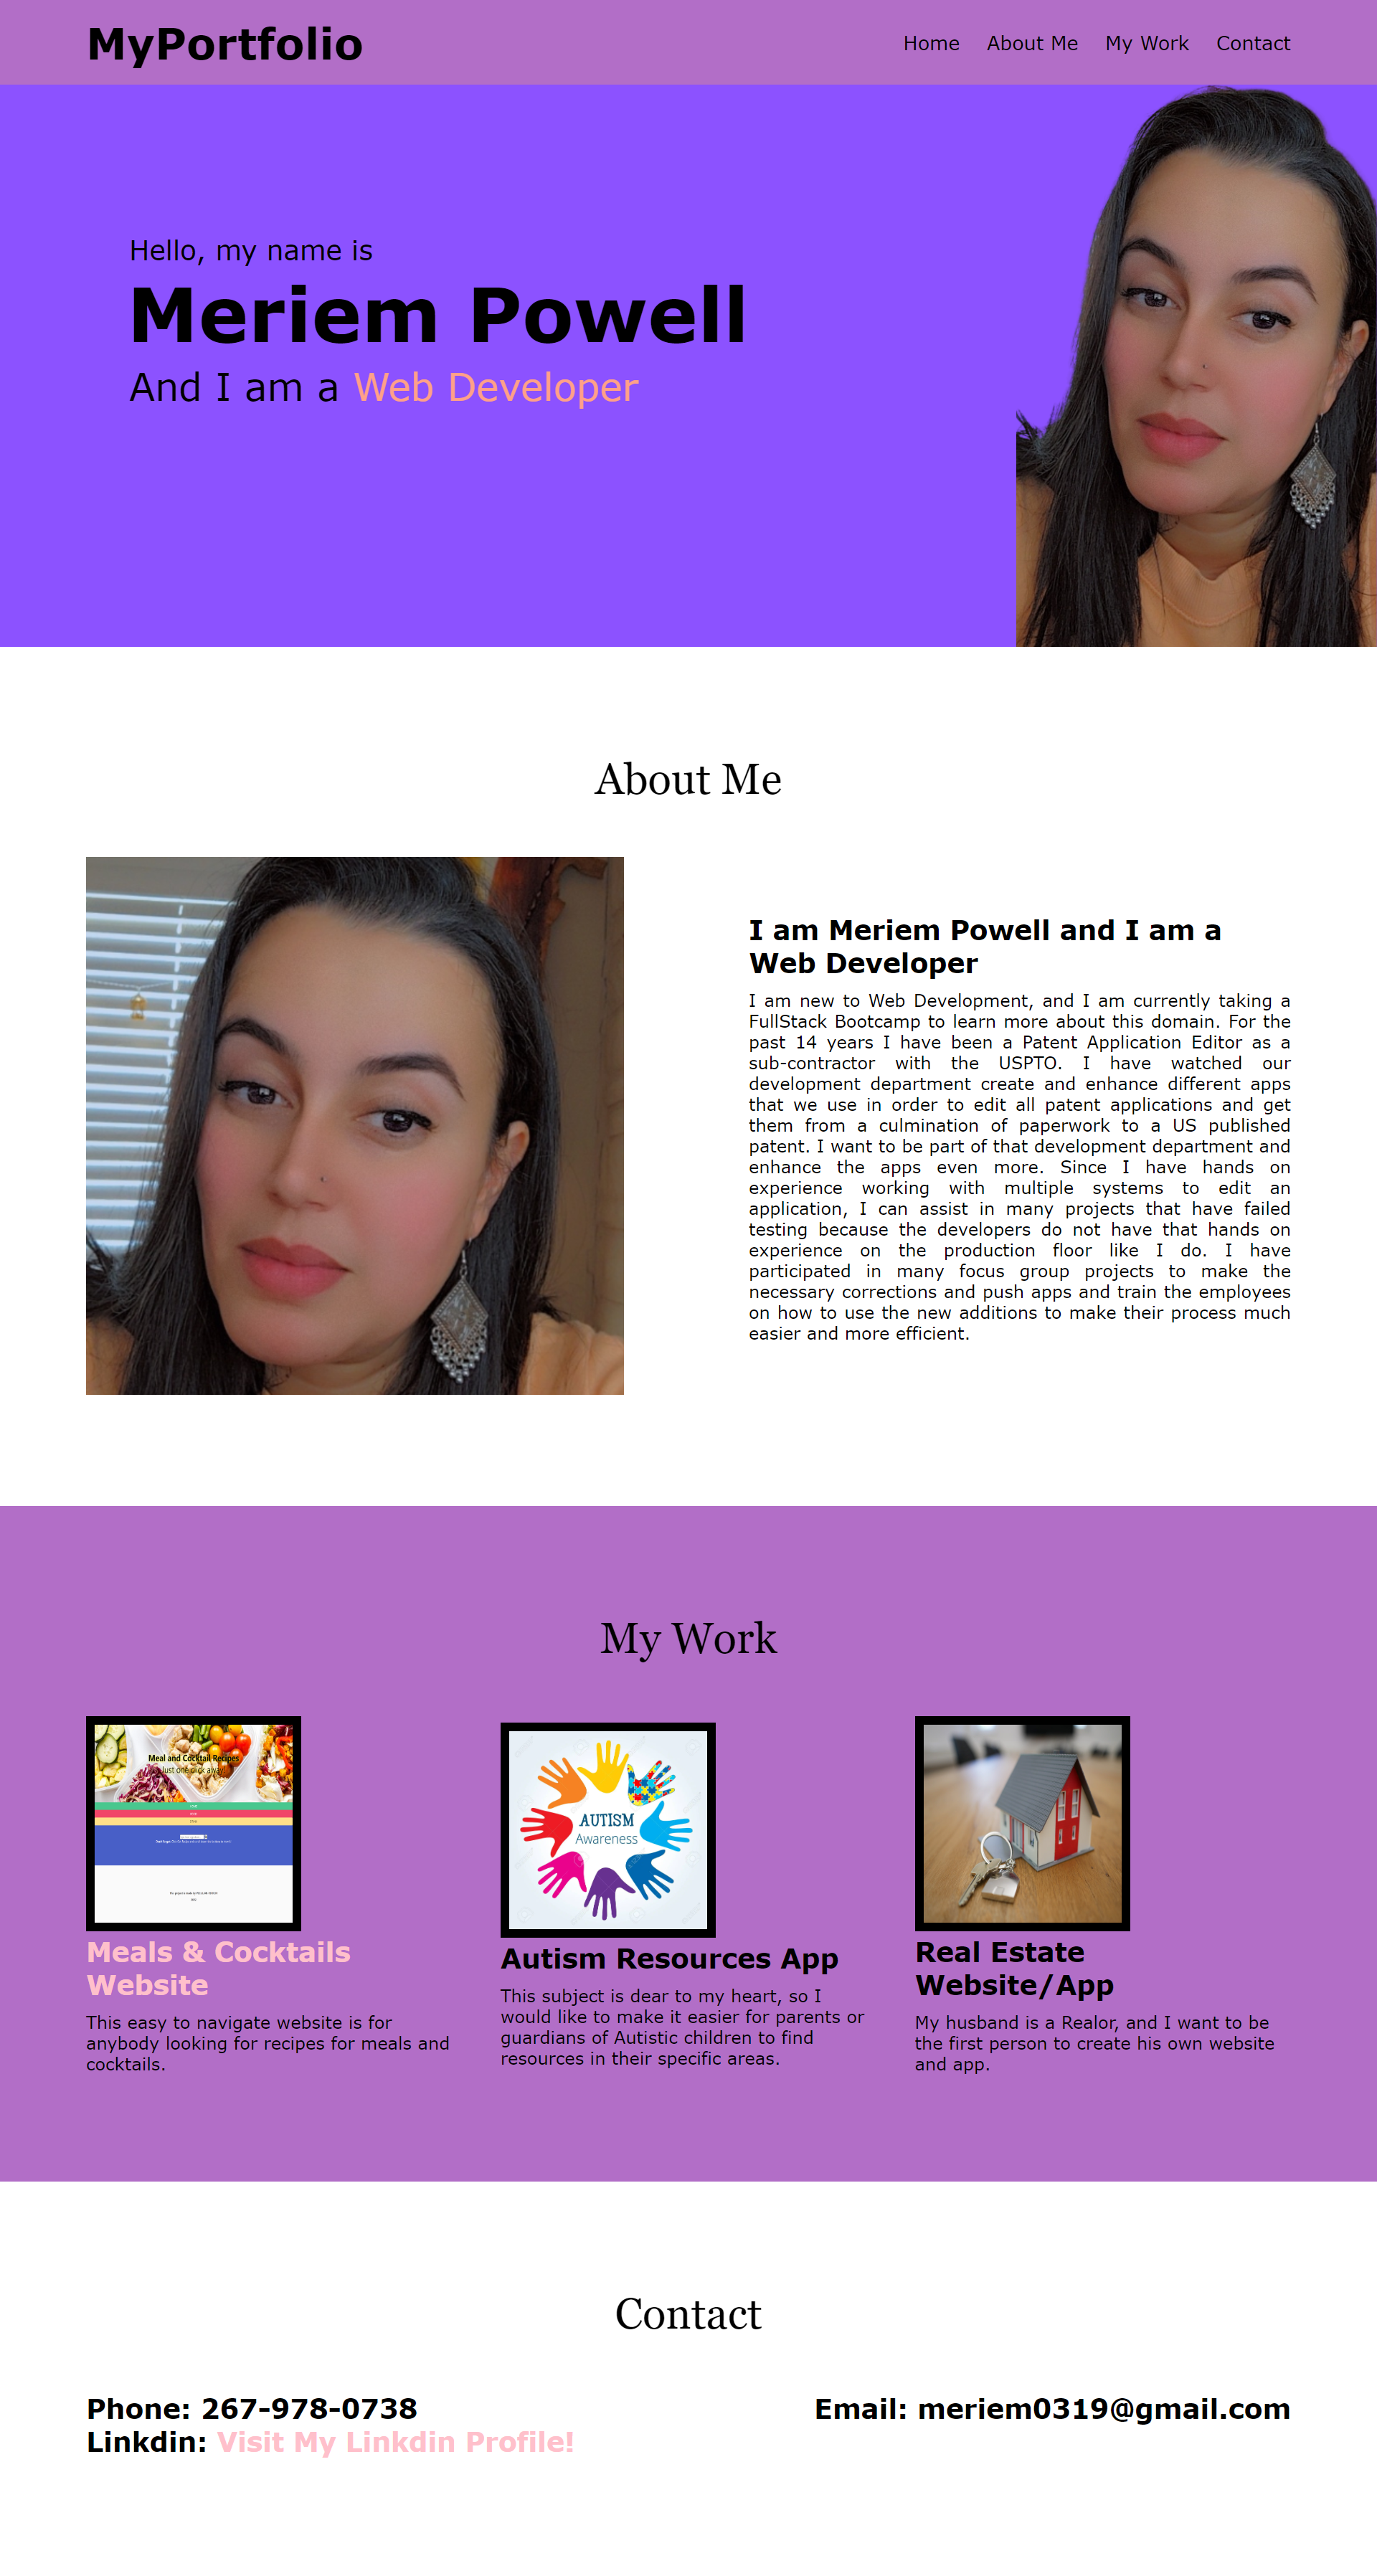 MyPortfolio
Home About Me My Work Contact
Hello, my name is
Meriem Powell
And I am a Web Developer
About Me
I am Meriem Powell and I am a
Web Developer
I am new to Web Development, and I am currently taking a
FullStack Bootcamp to learn more about this domain. For the
past 14 years I have been a Patent Application Editor as a
sub-contractor with the USPTO. I have watched our
development department create and enhance different apps
that we use in order to edit all patent applications and get
them from a culmination of paperwork to a US published
patent. I want to be part of that development department and
enhance the apps even more. Since I have hands on
experience working with multiple systems to edit an
application, I can assist in many projects that have failed
testing because the developers do not have that hands on
experience on the production floor like I do. I have
participated in many focus group projects to make the
necessary corrections and push apps and train the employees
on how to use the new additions to make their process much
easier and more efficient.
My Work
Meal and Cocktail Recipes
Just one click away!
Meals & Cocktails
Website
This easy to navigate website is for
anybody looking for recipes for meals and
cocktails.
AUTISM
Awareness
Autism Resources App
This subject is dear to my heart, so I
would like to make it easier for parents or
guardians of Autistic children to find
resources in their specific areas.
Real Estate
Website/App
My husband is a Realor, and I want to be
the first person to create his own website
and app.
Contact
Phone: 267-978-0738
Linkdin: Visit My Linkdin Profile!
Email: meriem0319@gmail.com